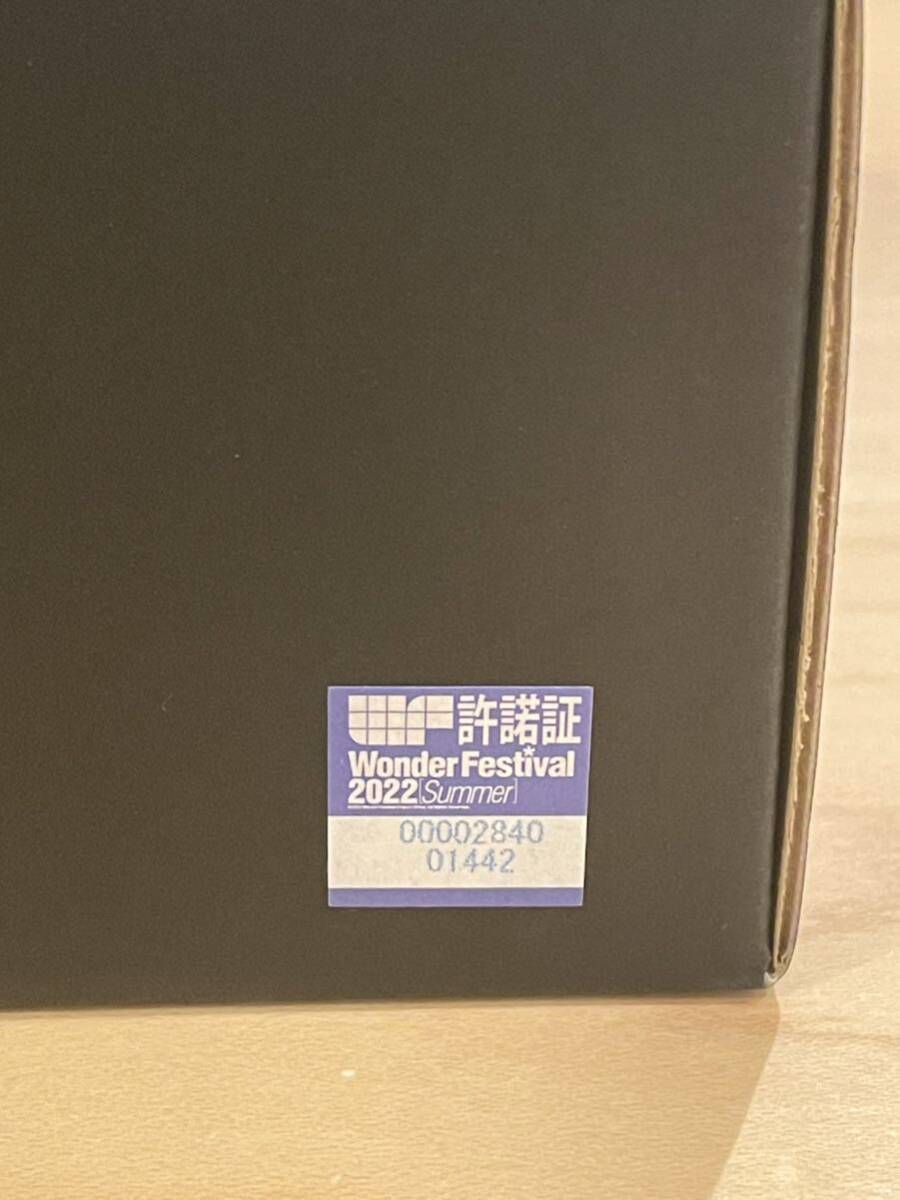 WF許諾証
Wonder Festival
2022[Summer]
00002840
01442